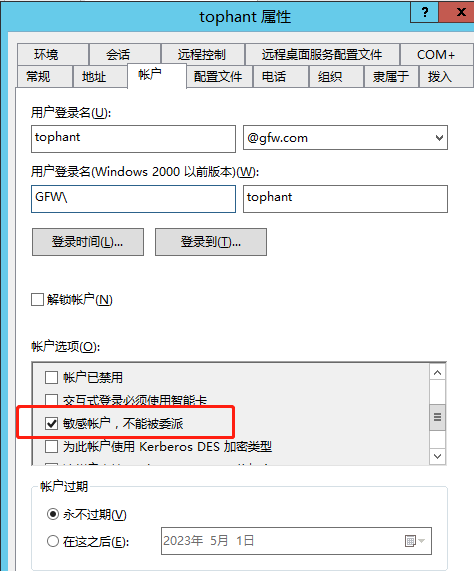 tophant 属性
?
x
环境 会话 远程控制 远程桌面服务配置文件 COM+
常规 地址 帐户 配置文件 电话 组织 隶属于 拨入
用户登录名(U):
tophant @gfw.com
用户登录名(Windows 2000 以前版本)(W):
GFW\ tophant
登录时间(L)... 登录到(T)...
解锁帐户(N)
帐户选项(O):
帐户已禁用
交互式登录必须使用智能卡
敏感帐户，不能被委派
为此帐户使用 Kerberos DES 加密类型
帐户过期
永不过期(V)
在这之后(E): 2023年 5月 1日